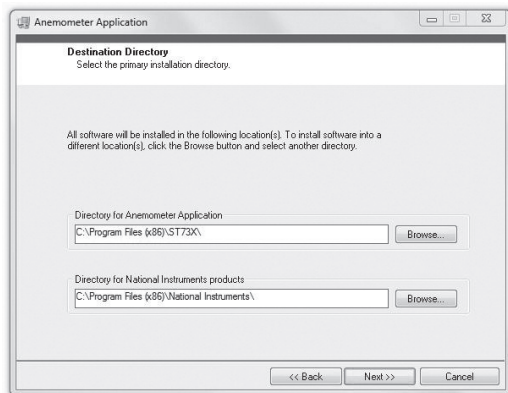 Anemometer Application
Destination Directory
Select the primary installation directory.
All software will be installed in the following location(s). To install software into a
different location(s), click the Browse button and select another directory.
Directory for Anemometer Application
C:\Program Files (x86)\ST73X\
Browse...
Directory for National Instruments products
C:\Program Files (x86)\National Instruments\
Browse...
<< Back
Next >>
Cancel